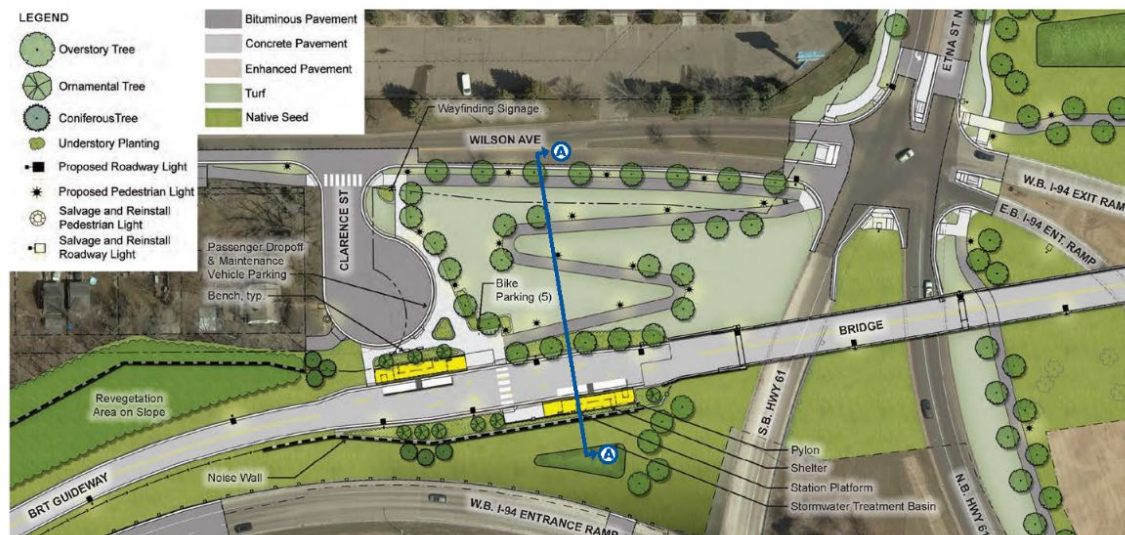 LEGEND
Overstory Tree
Ornamental Tree
ConiferousTree
Understory Planting
Proposed Roadway Light
Proposed Pedestrian Light
Salvage and Reinstall
Pedestrian Light
Salvage and Reinstall
Roadway Light
Bituminous Pavement
Concrete Pavement
Enhanced Pavement
Turf
Native Seed
Wayfinding Signage
WILSON AVE
A
ETNA ST N
W.B. I-94 EXIT RAMP
E.B. I-94 ENT. RAMP
CLARENCE ST
Passenger Dropoff
& Maintenance
Vehicle Parking
Bench, typ.
Bike
Parking (5)
BRIDGE
Revegetation
Area on Slope
S.B. HWY 61
A
Pylon
Shelter
Station Platform
Stormwater Treatment Basin
Noise Wall
BRT GUIDEWAY
W.B. I-94 ENTRANCE RAMP
N.B. HWY 61